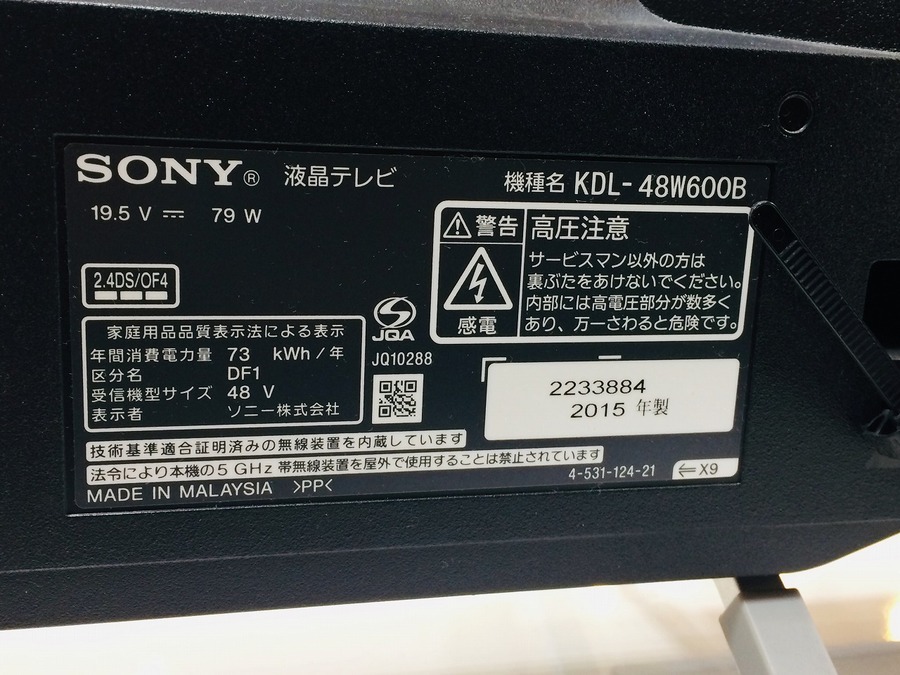 SONY® 液晶テレビ
機種名 KDL-48W600B
19.5 V ⎓ 79 W
2.4DS/OF4
⚠警告
感電
高圧注意
サービスマン以外の方は
裏ぶたをあけないでください。
内部には高電圧部分が数多く
あり、万一さわると危険です。
家庭用品品質表示法による表示
年間消費電力量 73 kWh/年
区分名 DF1
受信機型サイズ 48 V
表示者 ソニー株式会社
JQA
JQ10288
2233884
2015 年製
技術基準適合証明済みの無線装置を内蔵しています
法令により本機の5 GHz 帯無線装置を屋外で使用することは禁止されています
MADE IN MALAYSIA >PP<
4-531-124-21
⇐X9